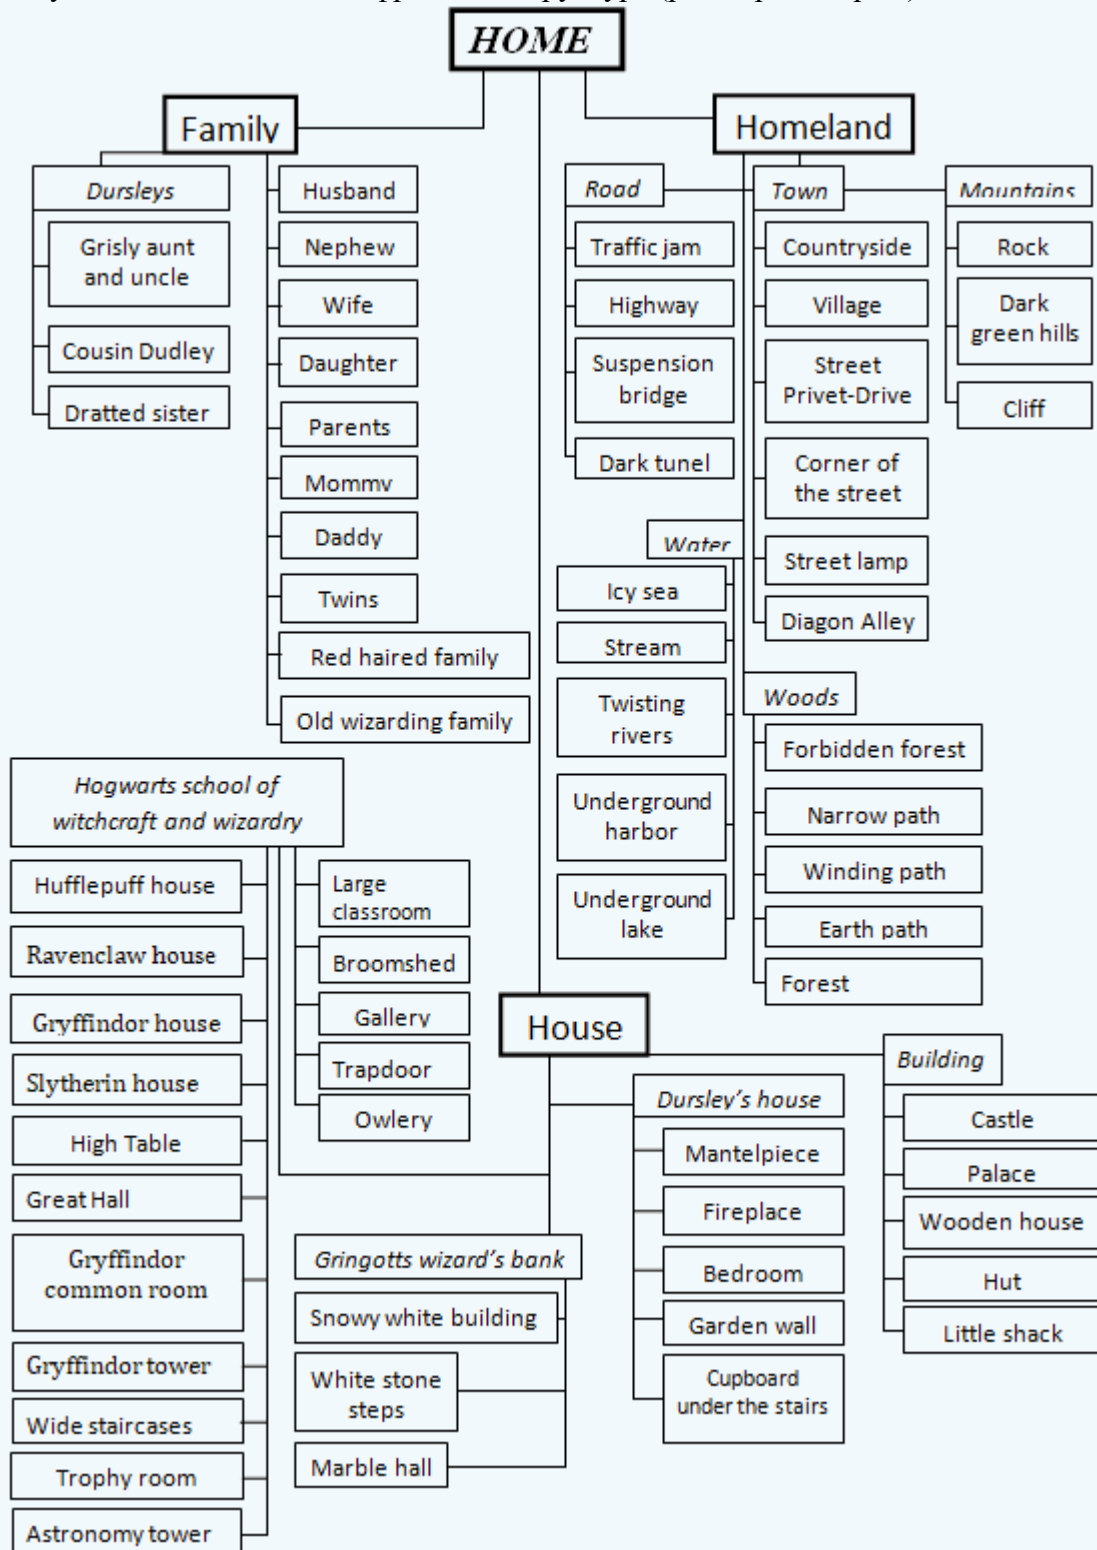 HOME
Family
Dursleys
Grisly aunt
and uncle
Cousin Dudley
Dratted sister
Husband
Nephew
Wife
Daughter
Parents
Mommy
Daddy
Twins
Red haired family
Old wizarding family
Homeland
Road
Traffic jam
Highway
Suspension
bridge
Dark tunel
Town
Countryside
Village
Street
Privet-Drive
Corner of
the street
Street lamp
Diagon Alley
Mountains
Rock
Dark
green hills
Cliff
Water
Icy sea
Stream
Twisting
rivers
Underground
harbor
Underground
lake
Woods
Forbidden forest
Narrow path
Winding path
Earth path
Forest
House
Hogwarts school of
witchcraft and wizardry
Hufflepuff house
Ravenclaw house
Gryffindor house
Slytherin house
High Table
Great Hall
Gryffindor
common room
Gryffindor tower
Wide staircases
Trophy room
Astronomy tower
Large
classroom
Broomshed
Gallery
Trapdoor
Owlery
Gringotts wizard's bank
Snowy white building
White stone
steps
Marble hall
Dursley's house
Mantelpiece
Fireplace
Bedroom
Garden wall
Cupboard
under the stairs
Building
Castle
Palace
Wooden house
Hut
Little shack